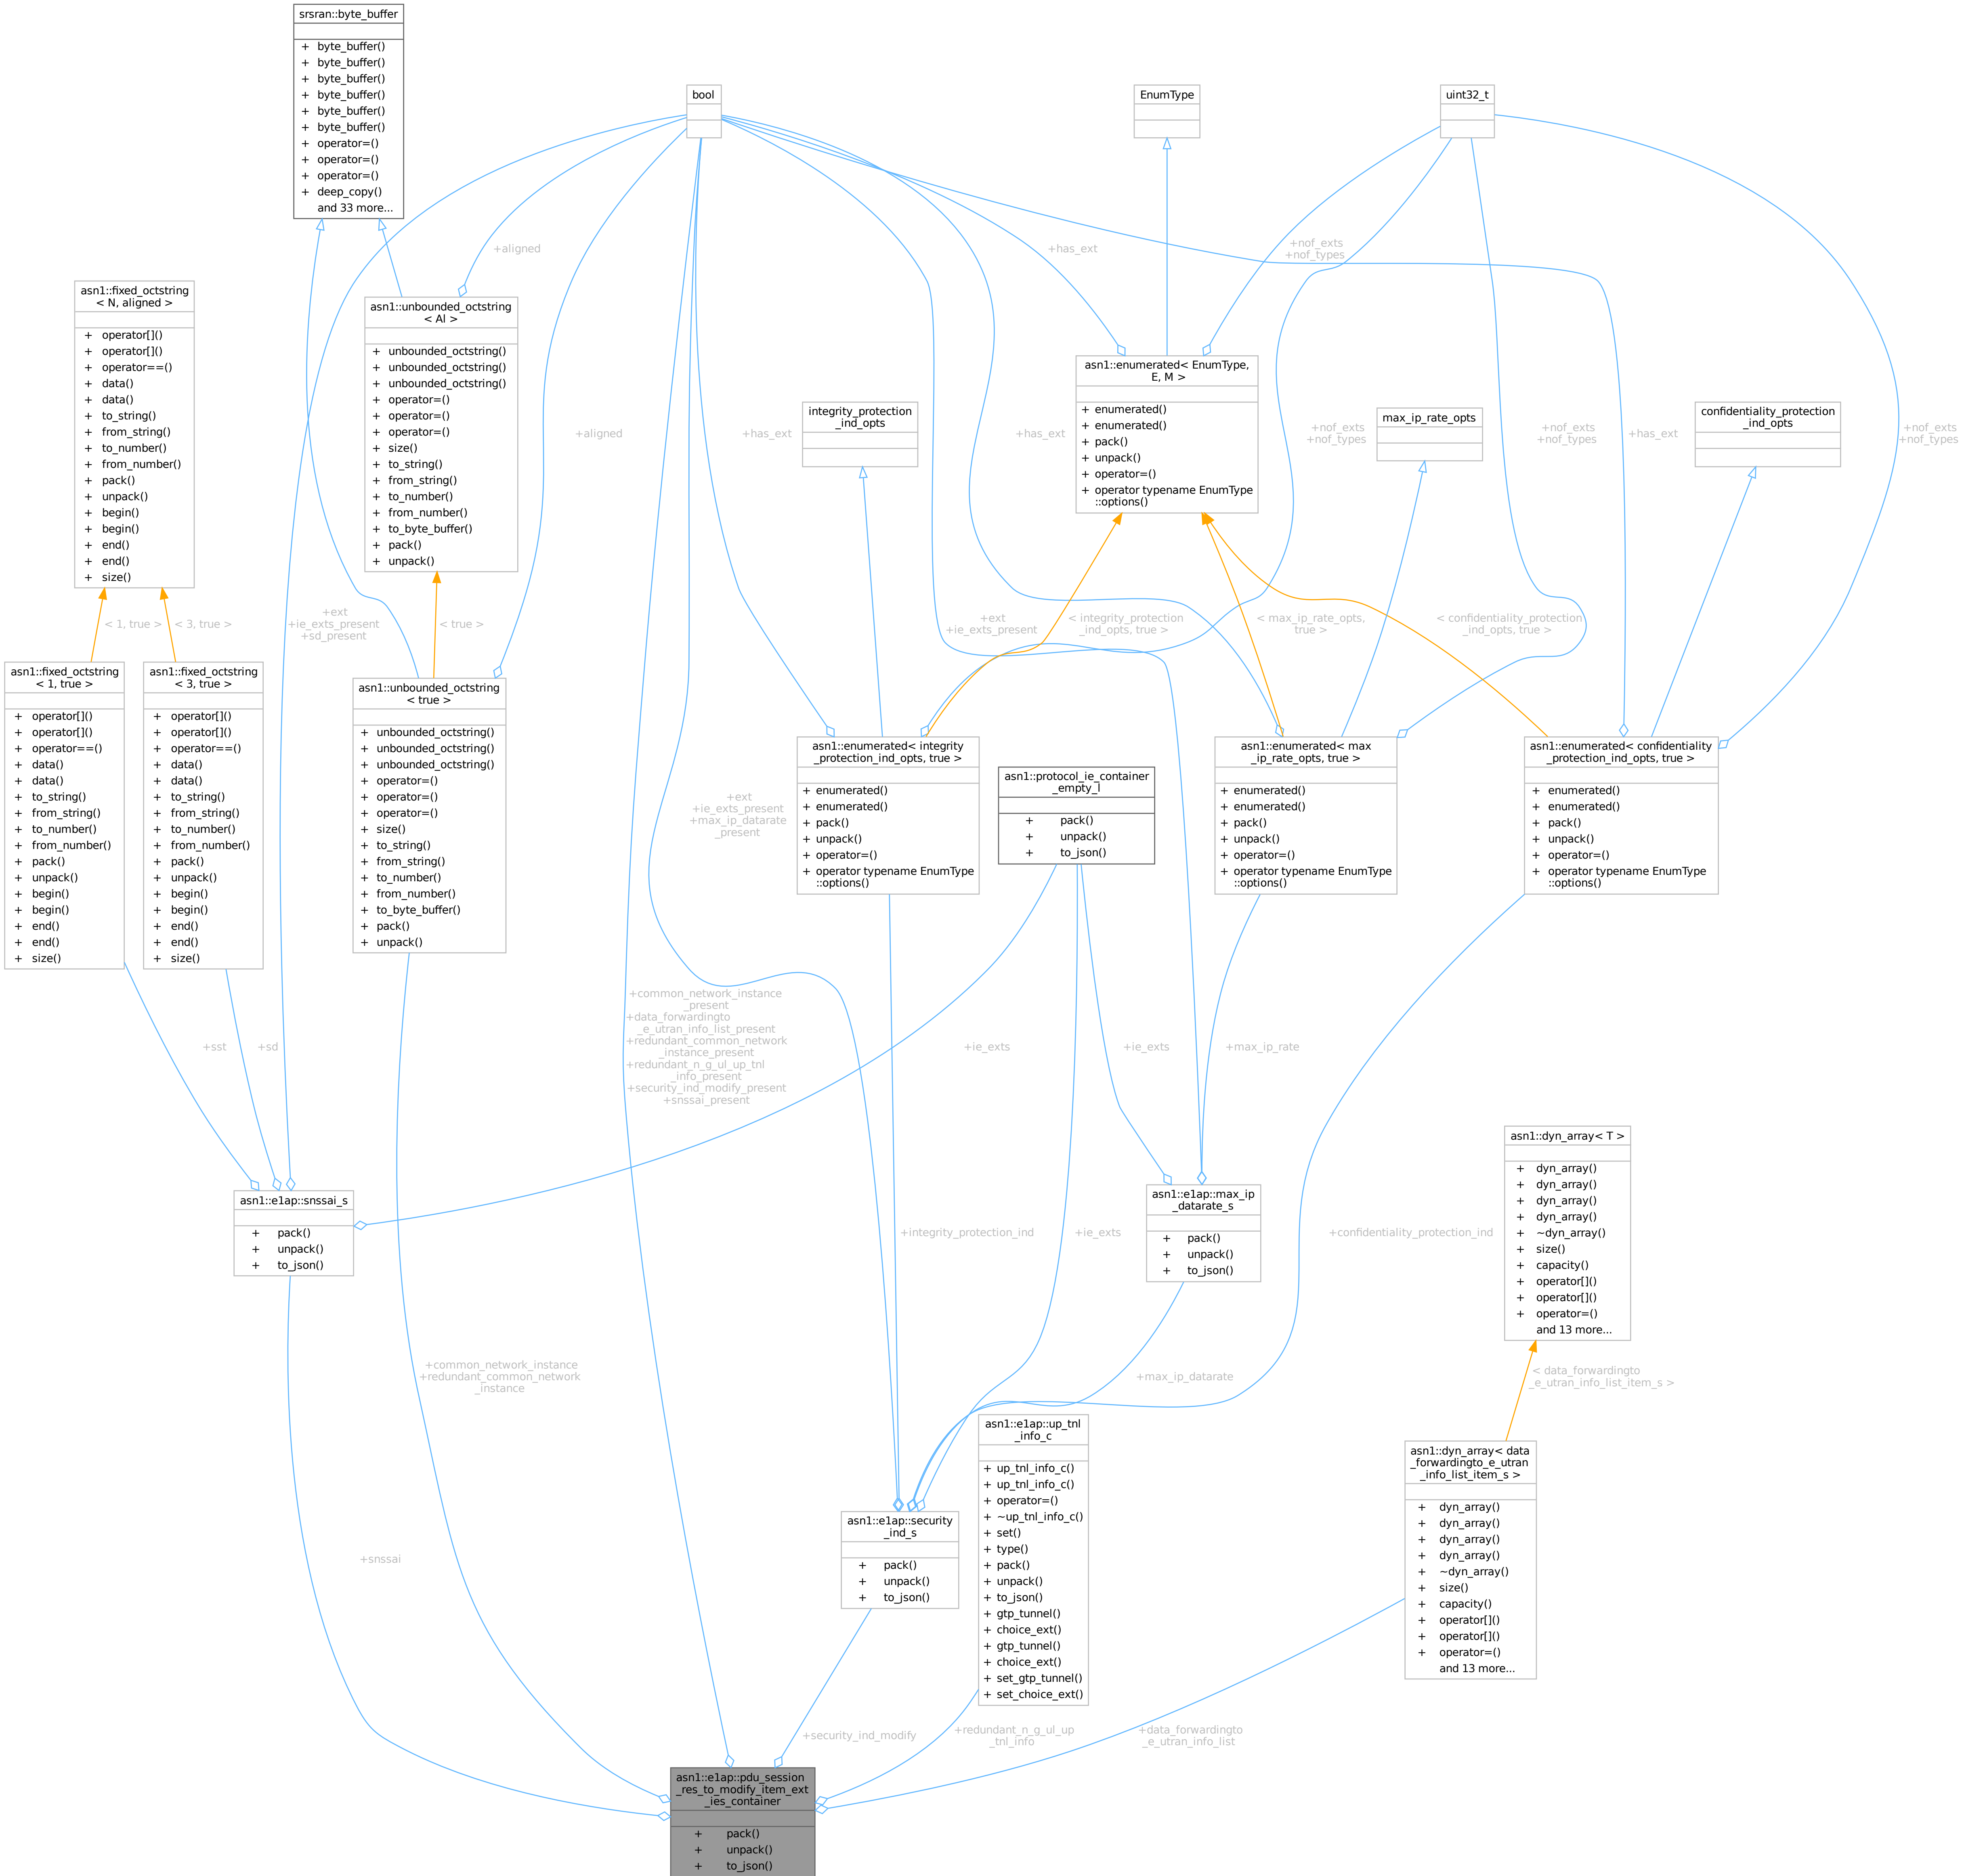 srsran::byte_buffer
+ byte_buffer()
+ byte_buffer()
+ byte_buffer()
+ byte_buffer()
+ byte_buffer()
+ byte_buffer()
+ operator=()
+ operator=()
+ operator=()
+ deep_copy()
and 33 more...
bool
EnumType
uint32_t
+aligned
+has_ext
+nof_exts
+nof_types
asn1::fixed_octstring
< N, aligned >
+ operator[]()
+ operator[]()
+ operator==()
+ data()
+ data()
+ to_string()
+ from_string()
+ to_number()
+ from_number()
+ pack()
+ unpack()
+ begin()
+ begin()
+ end()
+ end()
+ size()
asn1::unbounded_octstring
< Al >
+ unbounded_octstring()
+ unbounded_octstring()
+ unbounded_octstring()
+ operator=()
+ operator=()
+ operator=()
+ size()
+ to_string()
+ from_string()
+ to_number()
+ from_number()
+ to_byte_buffer()
+ pack()
+ unpack()
asn1::enumerated< EnumType,
E, M >
+ enumerated()
+ enumerated()
+ pack()
+ unpack()
+ operator=()
+ operator typename EnumType
::options()
+aligned
+has_ext
integrity_protection
_ind_opts
+has_ext
+nof_exts
+nof_types
max_ip_rate_opts
+nof_exts
+nof_types
+has_ext
confidentiality_protection
_ind_opts
+nof_exts
+nof_types
< 1, true >
< 3, true >
+ext
+ie_exts_present
+sd_present
< true >
+ext
+ie_exts_present
< integrity_protection
_ind_opts, true >
< max_ip_rate_opts,
true >
< confidentiality_protection
_ind_opts, true >
asn1::fixed_octstring
< 1, true >
+ operator[]()
+ operator[]()
+ operator==()
+ data()
+ data()
+ to_string()
+ from_string()
+ to_number()
+ from_number()
+ pack()
+ unpack()
+ begin()
+ begin()
+ end()
+ end()
+ size()
asn1::fixed_octstring
< 3, true >
+ operator[]()
+ operator[]()
+ operator==()
+ data()
+ data()
+ to_string()
+ from_string()
+ to_number()
+ from_number()
+ pack()
+ unpack()
+ begin()
+ begin()
+ end()
+ end()
+ size()
asn1::unbounded_octstring
< true >
+ unbounded_octstring()
+ unbounded_octstring()
+ unbounded_octstring()
+ operator=()
+ operator=()
+ operator=()
+ size()
+ to_string()
+ from_string()
+ to_number()
+ from_number()
+ to_byte_buffer()
+ pack()
+ unpack()
+ext
+ie_exts_present
+max_ip_datarate
_present
asn1::enumerated< integrity
_protection_ind_opts, true >
+ enumerated()
+ enumerated()
+ pack()
+ unpack()
+ operator=()
+ operator typename EnumType
::options()
asn1::protocol_ie_container
_empty_l
+ pack()
+ unpack()
+ to_json()
asn1::enumerated< max
_ip_rate_opts, true >
+ enumerated()
+ enumerated()
+ pack()
+ unpack()
+ operator=()
+ operator typename EnumType
::options()
asn1::enumerated< confidentiality
_protection_ind_opts, true >
+ enumerated()
+ enumerated()
+ pack()
+ unpack()
+ operator=()
+ operator typename EnumType
::options()
+sst
+sd
+common_network_instance
_present
+data_forwardingto
_e_utran_info_list_present
+redundant_common_network
_instance_present
+redundant_n_g_ul_up_tnl
_info_present
+security_ind_modify_present
+snssai_present
+ie_exts
+ie_exts
+max_ip_rate
asn1::e1ap::snssai_s
+ pack()
+ unpack()
+ to_json()
+integrity_protection_ind
+ie_exts
asn1::e1ap::max_ip
_datarate_s
+ pack()
+ unpack()
+ to_json()
+confidentiality_protection_ind
asn1::dyn_array< T >
+ dyn_array()
+ dyn_array()
+ dyn_array()
+ dyn_array()
+ ~dyn_array()
+ size()
+ capacity()
+ operator[]()
+ operator[]()
+ operator=()
and 13 more...
+common_network_instance
+redundant_common_network
_instance
+max_ip_datarate
< data_forwardingto
_e_utran_info_list_item_s >
+snssai
asn1::e1ap::security
_ind_s
+ pack()
+ unpack()
+ to_json()
asn1::e1ap::up_tnl
_info_c
+ up_tnl_info_c()
+ up_tnl_info_c()
+ operator=()
+ ~up_tnl_info_c()
+ set()
+ type()
+ pack()
+ unpack()
+ to_json()
+ gtp_tunnel()
+ choice_ext()
+ gtp_tunnel()
+ choice_ext()
+ set_gtp_tunnel()
+ set_choice_ext()
asn1::dyn_array< data
_forwardingto_e_utran
_info_list_item_s >
+ dyn_array()
+ dyn_array()
+ dyn_array()
+ dyn_array()
+ ~dyn_array()
+ size()
+ capacity()
+ operator[]()
+ operator[]()
+ operator=()
and 13 more...
+security_ind_modify
+redundant_n_g_ul_up
_tnl_info
+data_forwardingto
_e_utran_info_list
asn1::e1ap::pdu_session
_res_to_modify_item_ext
_ies_container
+ pack()
+ unpack()
+ to_json()